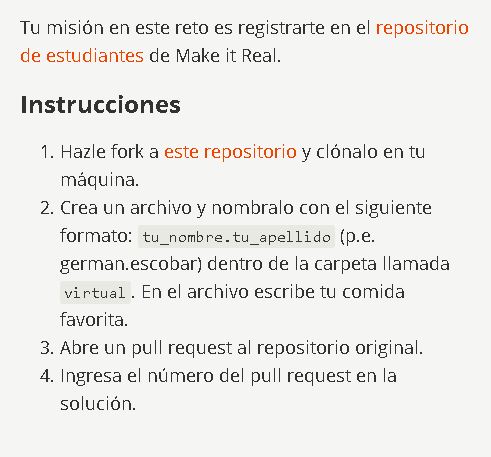 Tu misión en este reto es registrarte en el repositorio
de estudiantes de Make it Real.
Instrucciones
1. Hazle fork a este repositorio y clónalo en tu
máquina.
2. Crea un archivo y nombralo con el siguiente
formato: tu_nombre.tu_apellido (p.e.
german.escobar) dentro de la carpeta llamada
virtual. En el archivo escribe tu comida
favorita.
3. Abre un pull request al repositorio original.
4. Ingresa el número del pull request en la
solución.